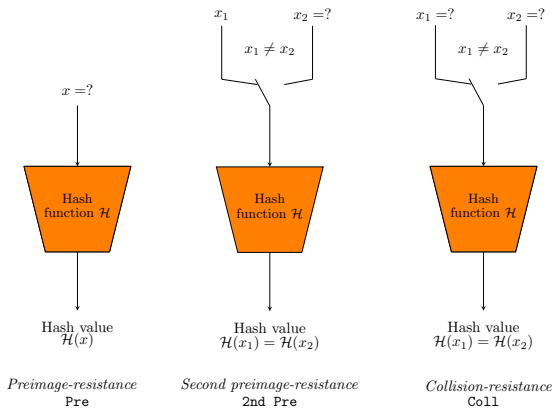 x =?
Hash
function ℋ
Hash value
ℋ(x)
Preimage-resistance
Pre
x₁
x₂ =?
x₁ ≠ x₂
Hash
function ℋ
Hash value
ℋ(x₁) = ℋ(x₂)
Second preimage-resistance
2nd Pre
x₁ =?
x₂ =?
x₁ ≠ x₂
Hash
function ℋ
Hash value
ℋ(x₁) = ℋ(x₂)
Collision-resistance
Coll